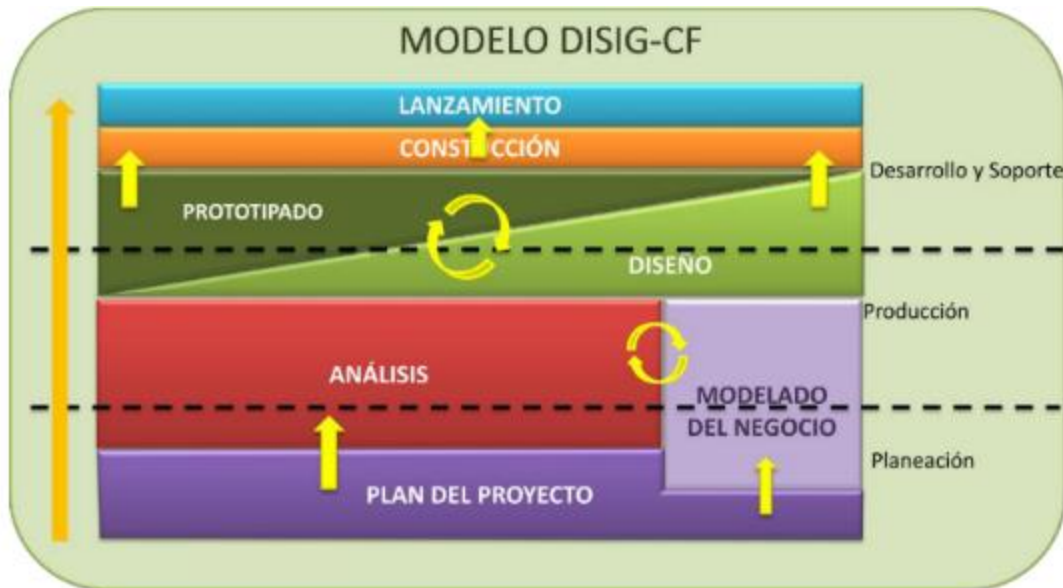 MODELO DISIG-CF
LANZAMIENTO
CONSTRUCCIÓN
Desarrollo y Soporte
PROTOTIPADO
DISEÑO
Producción
ANÁLISIS
MODELADO
DEL NEGOCIO
Planeación
PLAN DEL PROYECTO